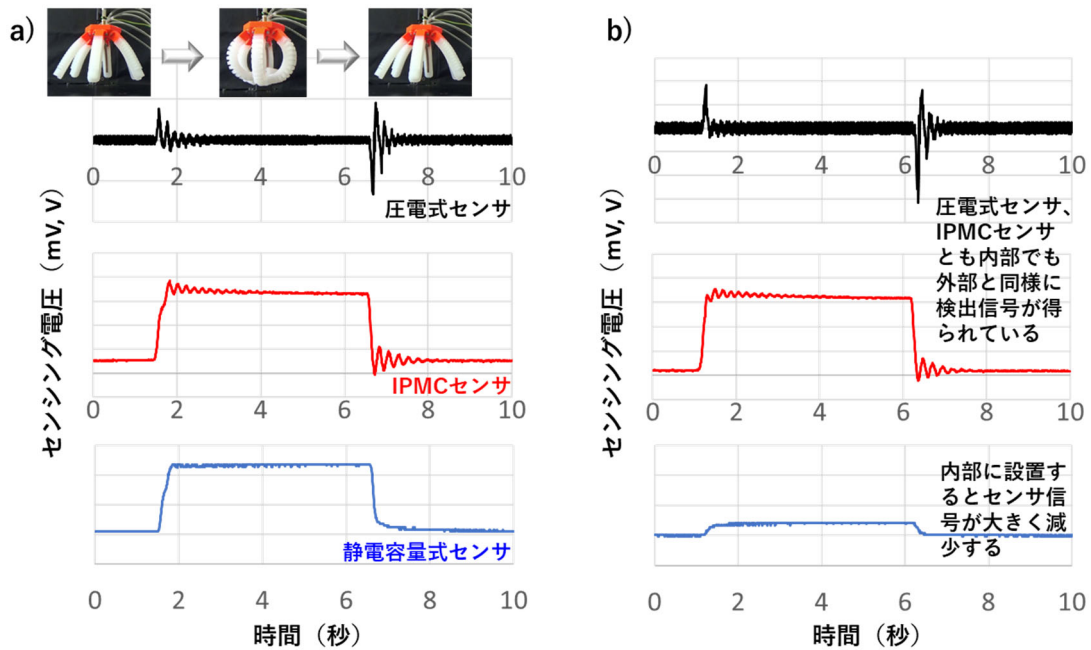 a)
0 2 4 6 8 10
圧電式センサ
センシング電圧（mV, V）
IPMCセンサ
0 2 4 6 8 10
静電容量式センサ
0 2 4 6 8 10
時間（秒）
b)
0 2 4 6 8 10
圧電式センサ、
IPMCセンサ
とも内部でも
外部と同様に
検出信号が得
られている
センシング電圧（mV, V）
0 2 4 6 8 10
内部に設置す
るとセンサ信
号が大きく減
少する
0 2 4 6 8 10
時間（秒）